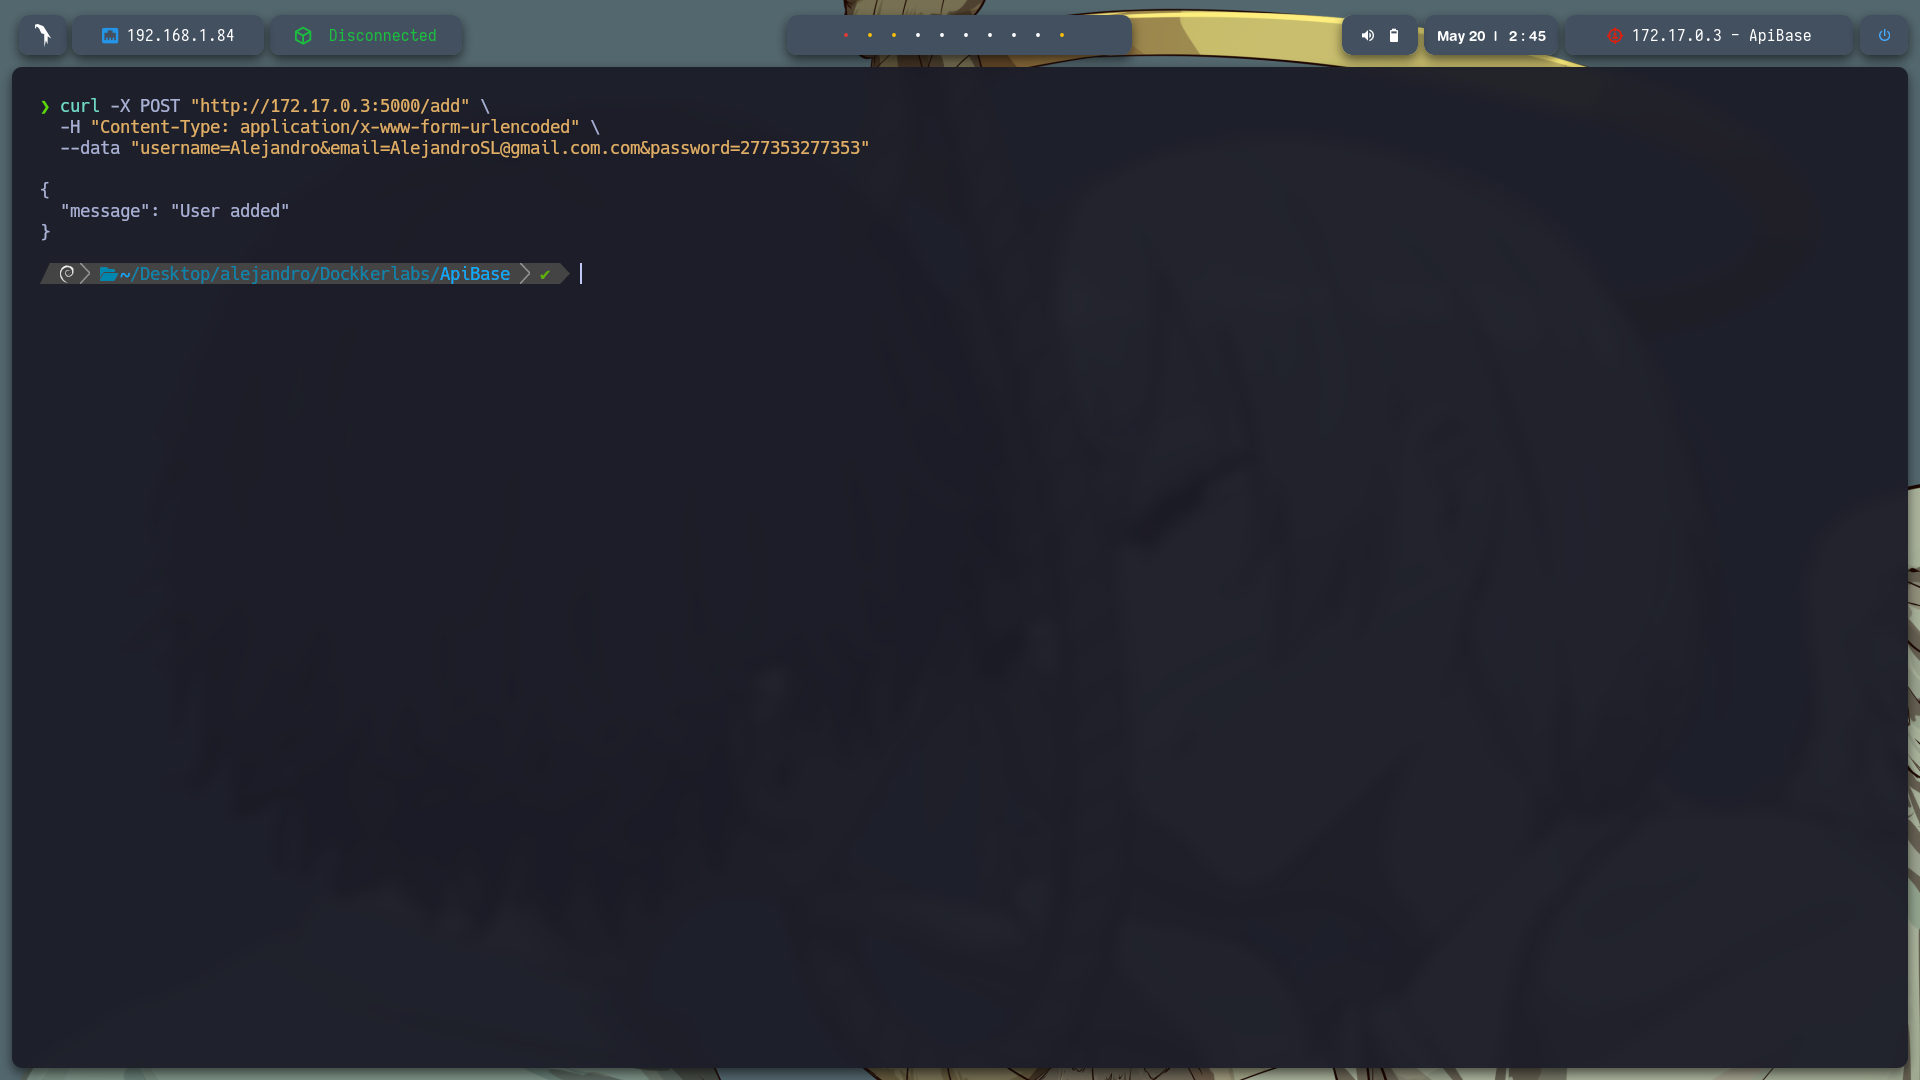 192.168.1.84
Disconnected
May 20 | 2:45
172.17.0.3 - ApiBase
❯ curl -X POST "http://172.17.0.3:5000/add" \
-H "Content-Type: application/x-www-form-urlencoded" \
--data "username=Alejandro&email=AlejandroSL@gmail.com.com&password=277353277353"
{
"message": "User added"
}
~/Desktop/alejandro/Dockkerlabs/ApiBase ✔